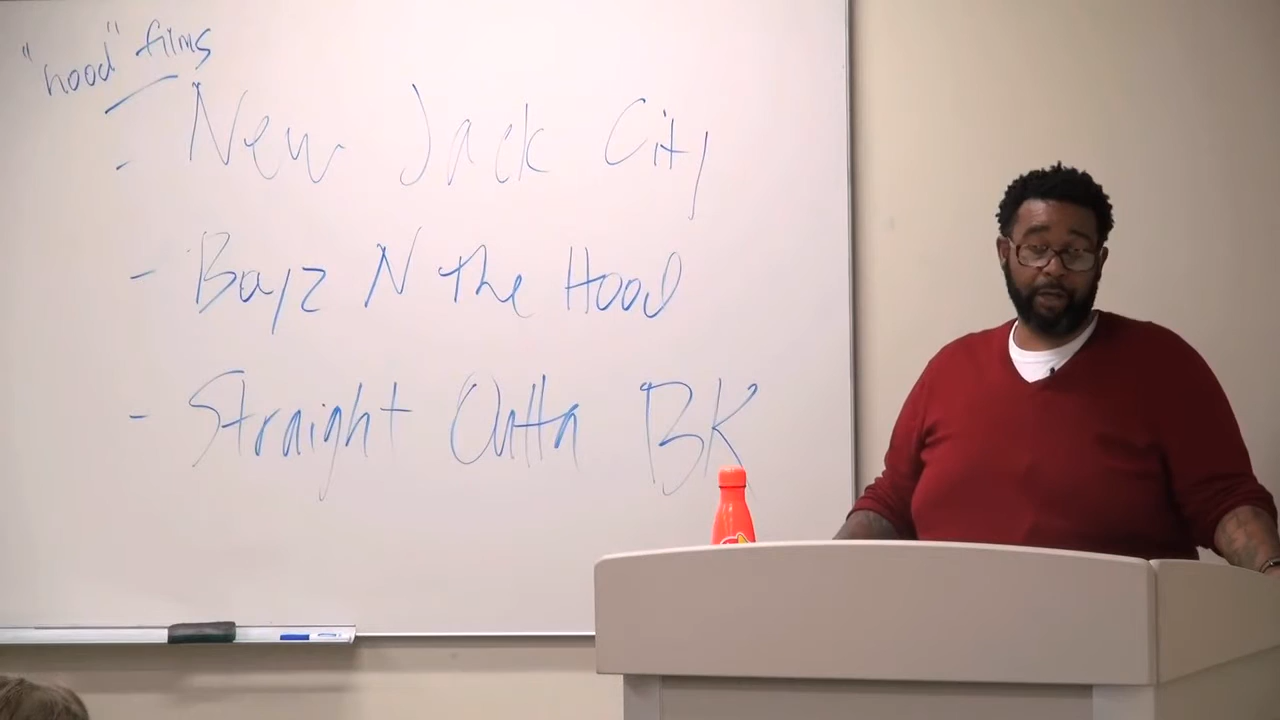 "hood" films
- New Jack City
- Boyz N the Hood
- Straight Outta BK